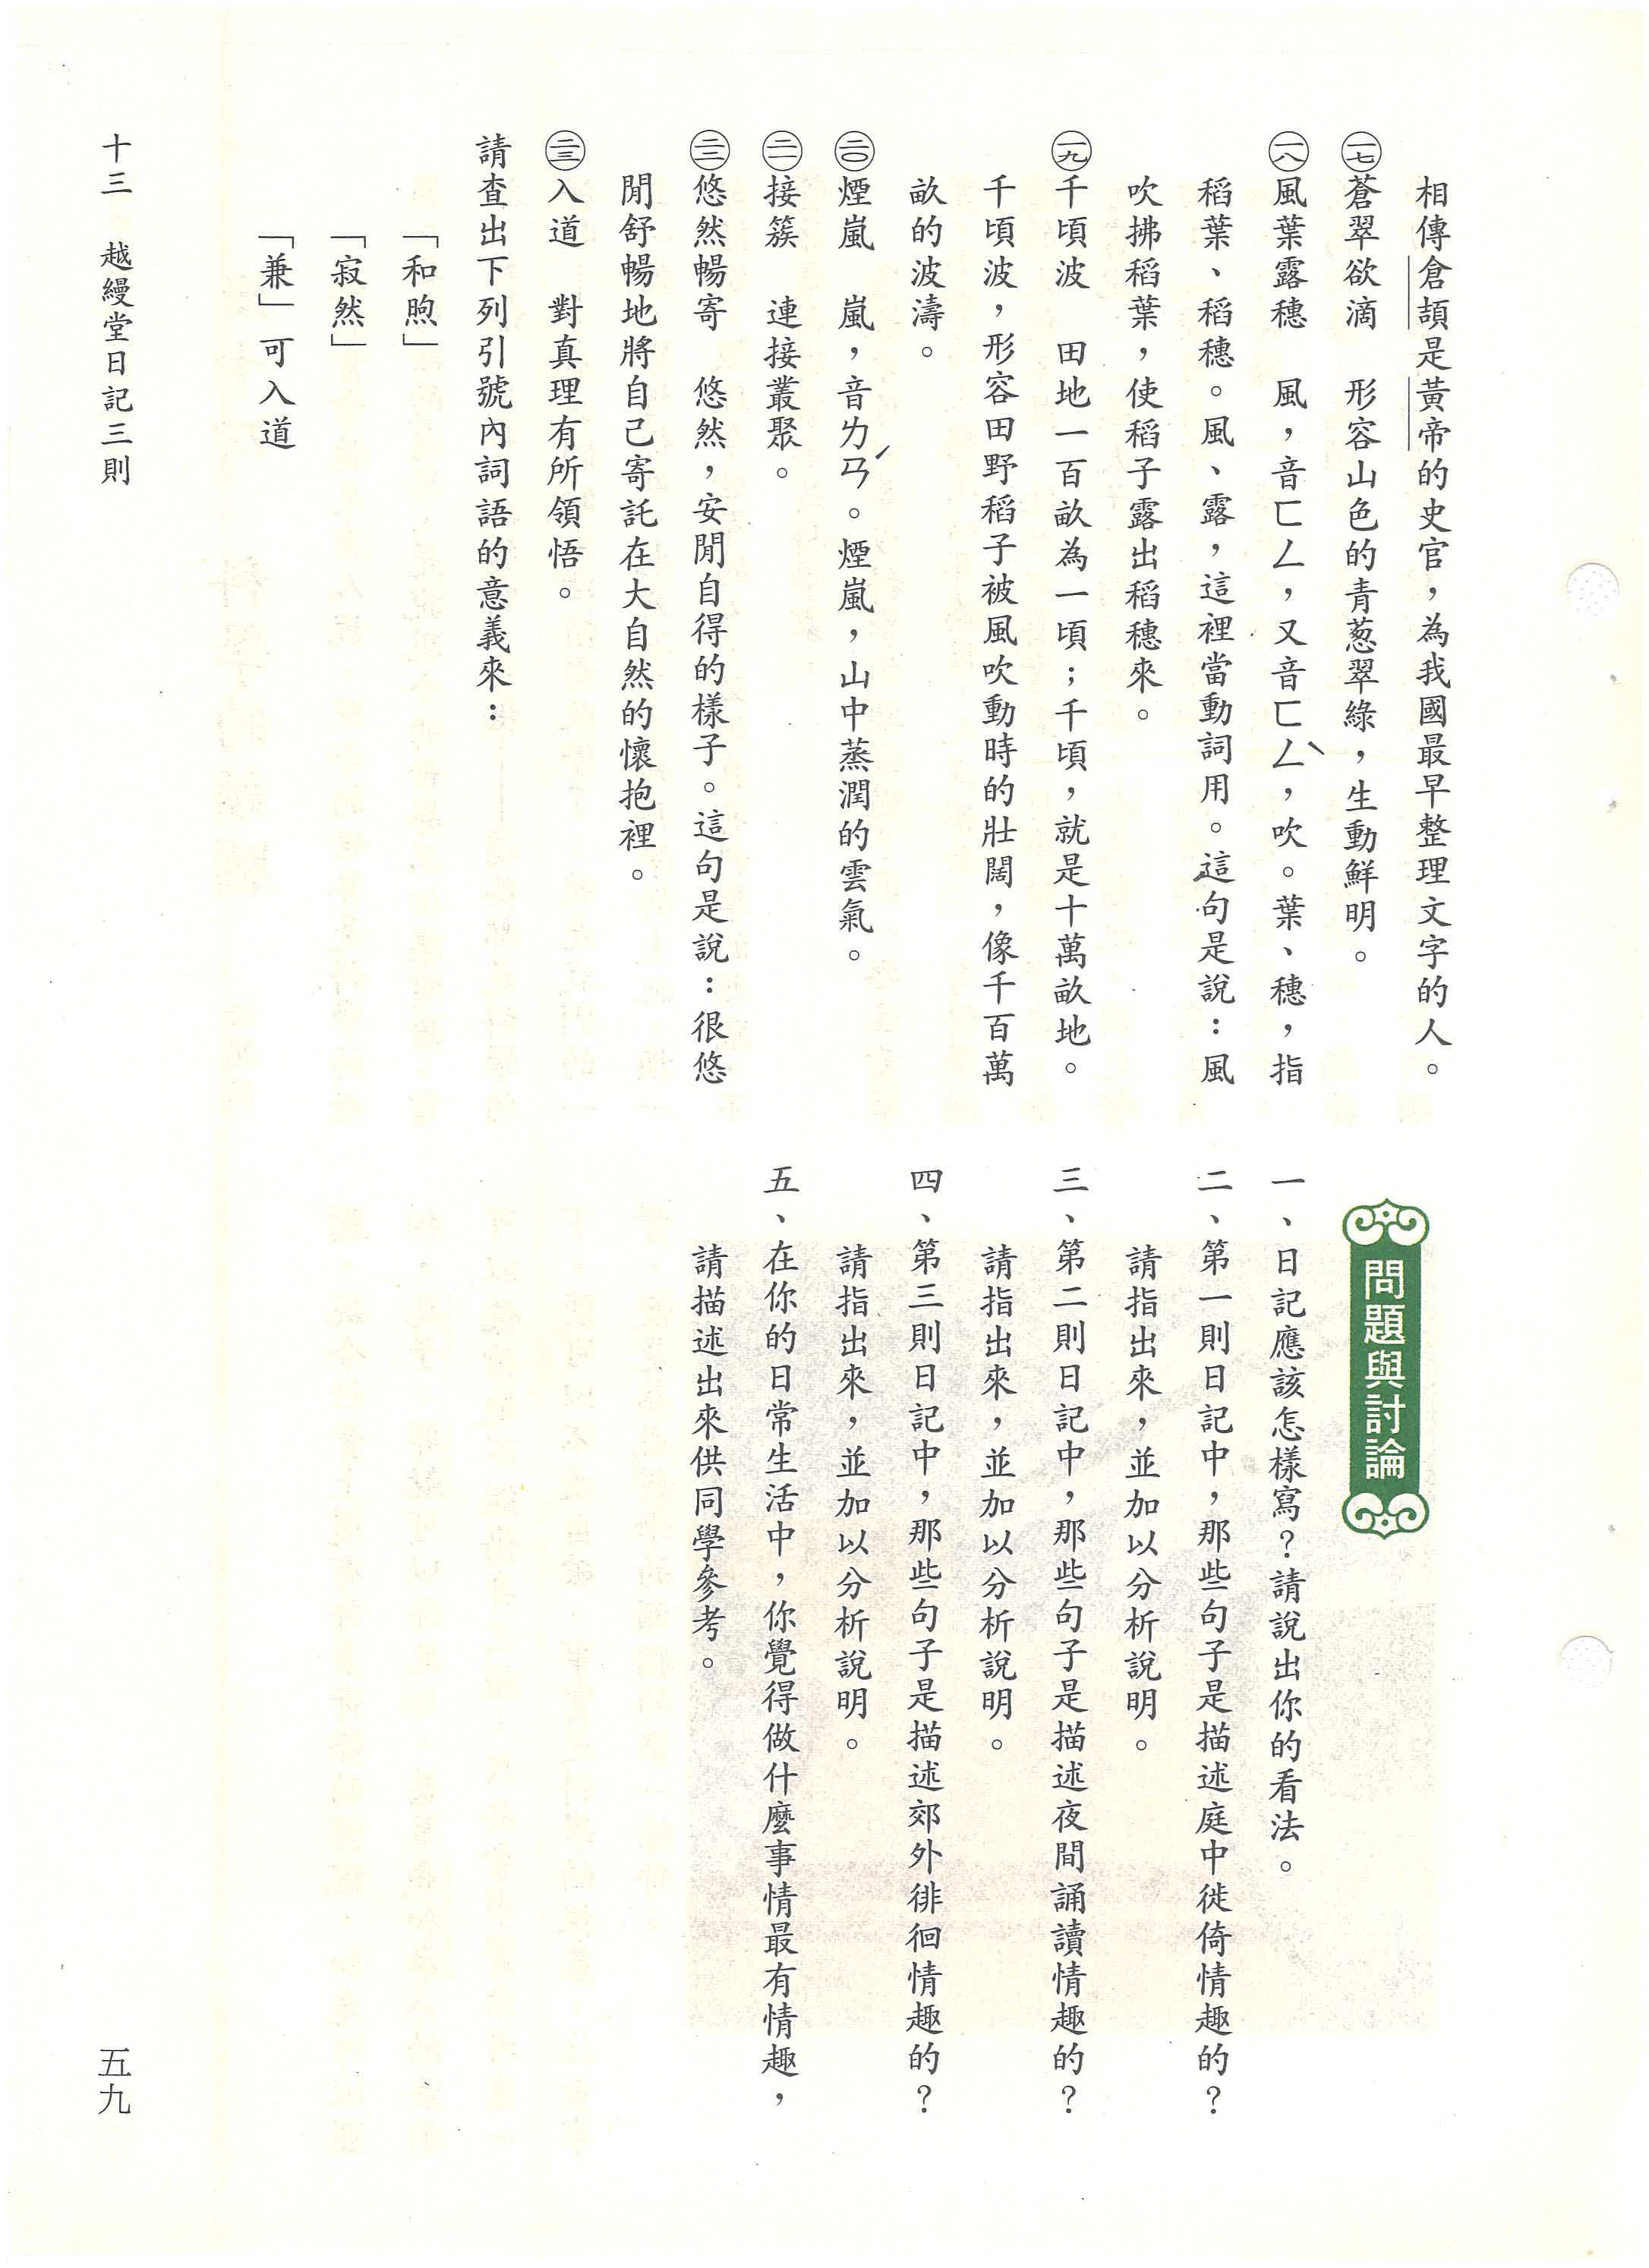 相傳倉頡是黃帝的史官，為我國最早整理文字的人。
㊀七蒼翠欲滴　形容山色的青葱翠綠，生動鮮明。
一八風葉露穗　風，音ㄈㄥ，又音ㄈㄥˋ，吹。葉、穗，指
稻葉、稻穗。風、露，這裡當動詞用。這句是說：風
吹拂稻葉，使稻子露出稻穗來。
一九千頃波　田地一百畝為一頃；千頃，就是十萬畝地。
千頃波，形容田野稻子被風吹動時的壯闊，像千百萬
畝的波濤。
二〇煙嵐　嵐，音ㄌㄢˊ。煙嵐，山中蒸潤的雲氣。
二一接簇　連接叢聚。
二二悠然暢寄　悠然，安閒自得的樣子。這句是說：很悠
閒舒暢地將自己寄託在大自然的懷抱裡。
二三入道　對真理有所領悟。
請查出下列引號內詞語的意義來：
「和煦」
「寂然」
「兼」可入道
問題與討論
一、日記應該怎樣寫？請說出你的看法。
二、第一則日記中，那些句子是描述庭中徙倚情趣的？
請指出來，並加以分析說明。
三、第二則日記中，那些句子是描述夜間誦讀情趣的？
請指出來，並加以分析說明。
四、第三則日記中，那些句子是描述郊外徘徊情趣的？
請指出來，並加以分析說明。
五、在你的日常生活中，你覺得做什麼事情最有情趣，
請描述出來供同學參考。
十三　越縵堂日記三則
五九